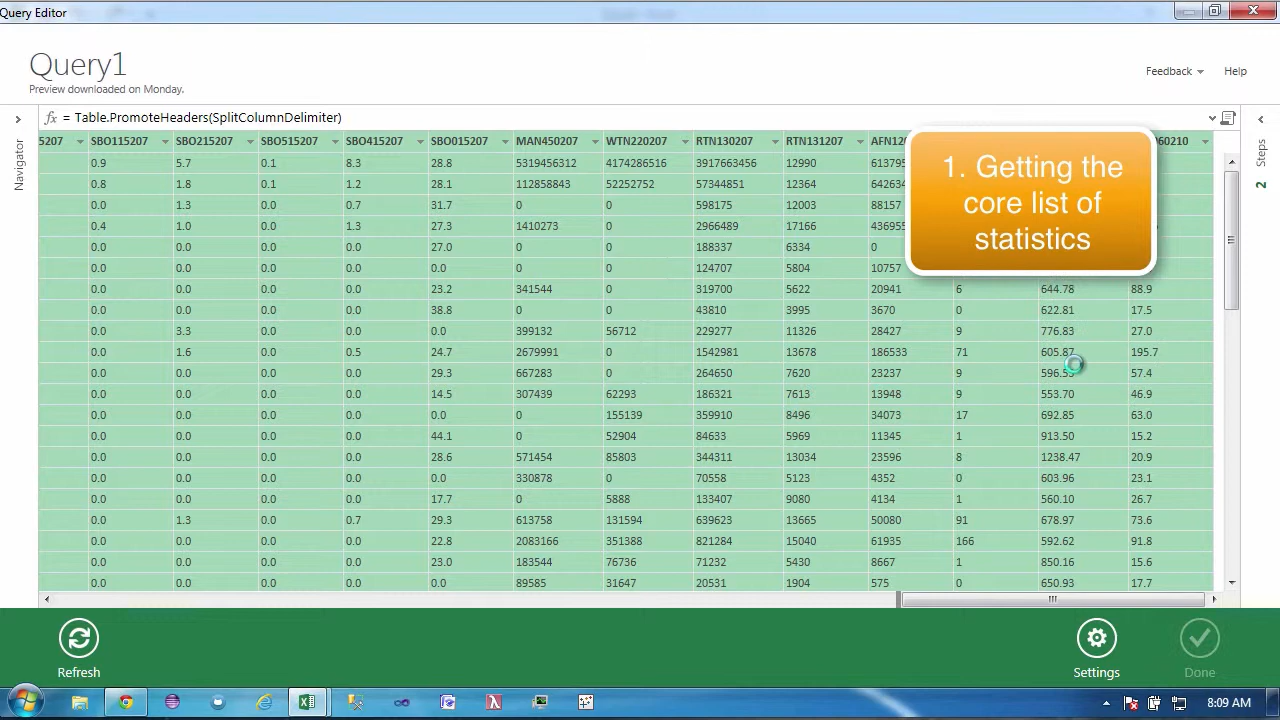 Query Editor
Query1
Preview downloaded on Monday.
Feedback Help
fx = Table.PromoteHeaders(SplitColumnDelimiter)
Navigator
Steps
2
5207 SBO115207 SBO215207 SBO515207 SBO415207 SBO015207 MAN450207 WTN220207 RTN130207 RTN131207 AFN12 60210
0.9 5.7 0.1 8.3 28.8 5319456312 4174286516 3917663456 12990 613795
0.8 1.8 0.1 1.2 28.1 112858843 52252752 57344851 12364 642634
0.0 1.3 0.0 0.7 31.7 0 0 598175 12003 88157
0.4 1.0 0.0 1.3 27.3 1410273 0 2966489 17166 436955
0.0 0.0 0.0 0.0 27.0 0 0 188337 6334 0
0.0 0.0 0.0 0.0 0.0 0 0 124707 5804 10757
0.0 0.0 0.0 0.0 23.2 341544 0 319700 5622 20941 6 644.78 88.9
0.0 0.0 0.0 0.0 38.8 0 0 43810 3995 3670 0 622.81 17.5
0.0 3.3 0.0 0.0 0.0 399132 56712 229277 11326 28427 9 776.83 27.0
0.0 1.6 0.0 0.5 24.7 2679991 0 1542981 13678 186533 71 605.87 195.7
0.0 0.0 0.0 0.0 29.3 667283 0 264650 7620 23237 9 57.4
0.0 0.0 0.0 0.0 14.5 307439 62293 186321 7613 13948 9 553.70 46.9
0.0 0.0 0.0 0.0 0.0 0 155139 359910 8496 34073 17 692.85 63.0
0.0 0.0 0.0 0.0 44.1 0 52904 84633 5969 11345 1 913.50 15.2
0.0 0.0 0.0 0.0 28.6 571454 85803 344311 13034 23596 8 1238.47 20.9
0.0 0.0 0.0 0.0 0.0 330878 0 70558 5123 4352 0 603.96 23.1
0.0 0.0 0.0 0.0 17.7 0 5888 133407 9080 4134 1 560.10 26.7
0.0 1.3 0.0 0.7 29.3 613758 131594 639623 13665 50080 91 678.97 73.6
0.0 0.0 0.0 0.0 22.8 2083166 351388 821284 15040 61935 166 592.62 91.8
0.0 0.0 0.0 0.0 23.0 183544 76736 71232 5430 8667 1 850.16 15.6
0.0 0.0 0.0 0.0 0.0 89585 31647 20531 1904 575 0 650.93 17.7
1. Getting the
core list of
statistics
Refresh
Settings
Done
8:09 AM